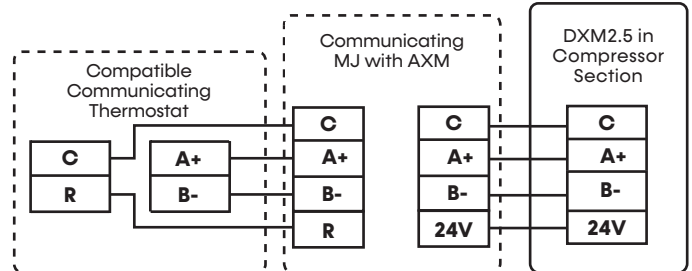 Compatible
Communicating
Thermostat
C
R
A+
B-
Communicating
MJ with AXM
C
A+
B-
R
C
A+
B-
24V
DXM2.5 in
Compressor
Section
C
A+
B-
24V